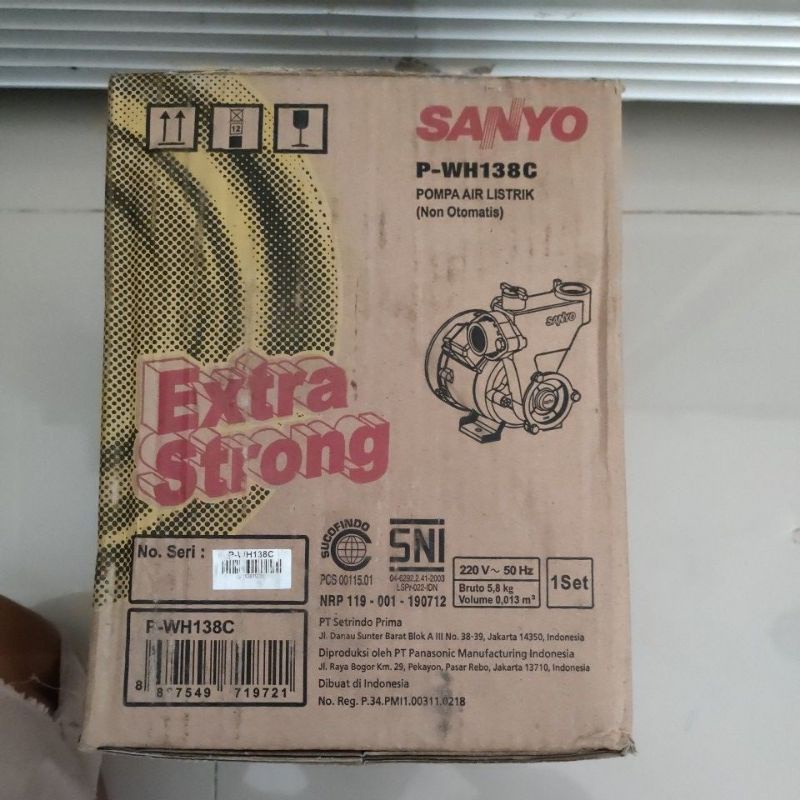 12
SANYO
P-WH138C
POMPA AIR LISTRIK
(Non Otomatis)
SANYO
Extra
Strong
No. Seri :
P-WH138C
SUCOFINDO
PCS 00115.01
SNI
04-6292.2.41-2003
LSPr-022-IDN
NRP 119 - 001 - 190712
220 V~ 50 Hz
Bruto 5,8 kg
Volume 0,013 m³
1Set
P-WH138C
8 997549 719721
PT Setrindo Prima
Jl. Danau Sunter Barat Blok A III No. 38-39, Jakarta 14350, Indonesia
Diproduksi oleh PT Panasonic Manufacturing Indonesia
Jl. Raya Bogor Km. 29, Pekayon, Pasar Rebo, Jakarta 13710, Indonesia
Dibuat di Indonesia
No. Reg. P.34.PMI1.00311.0218